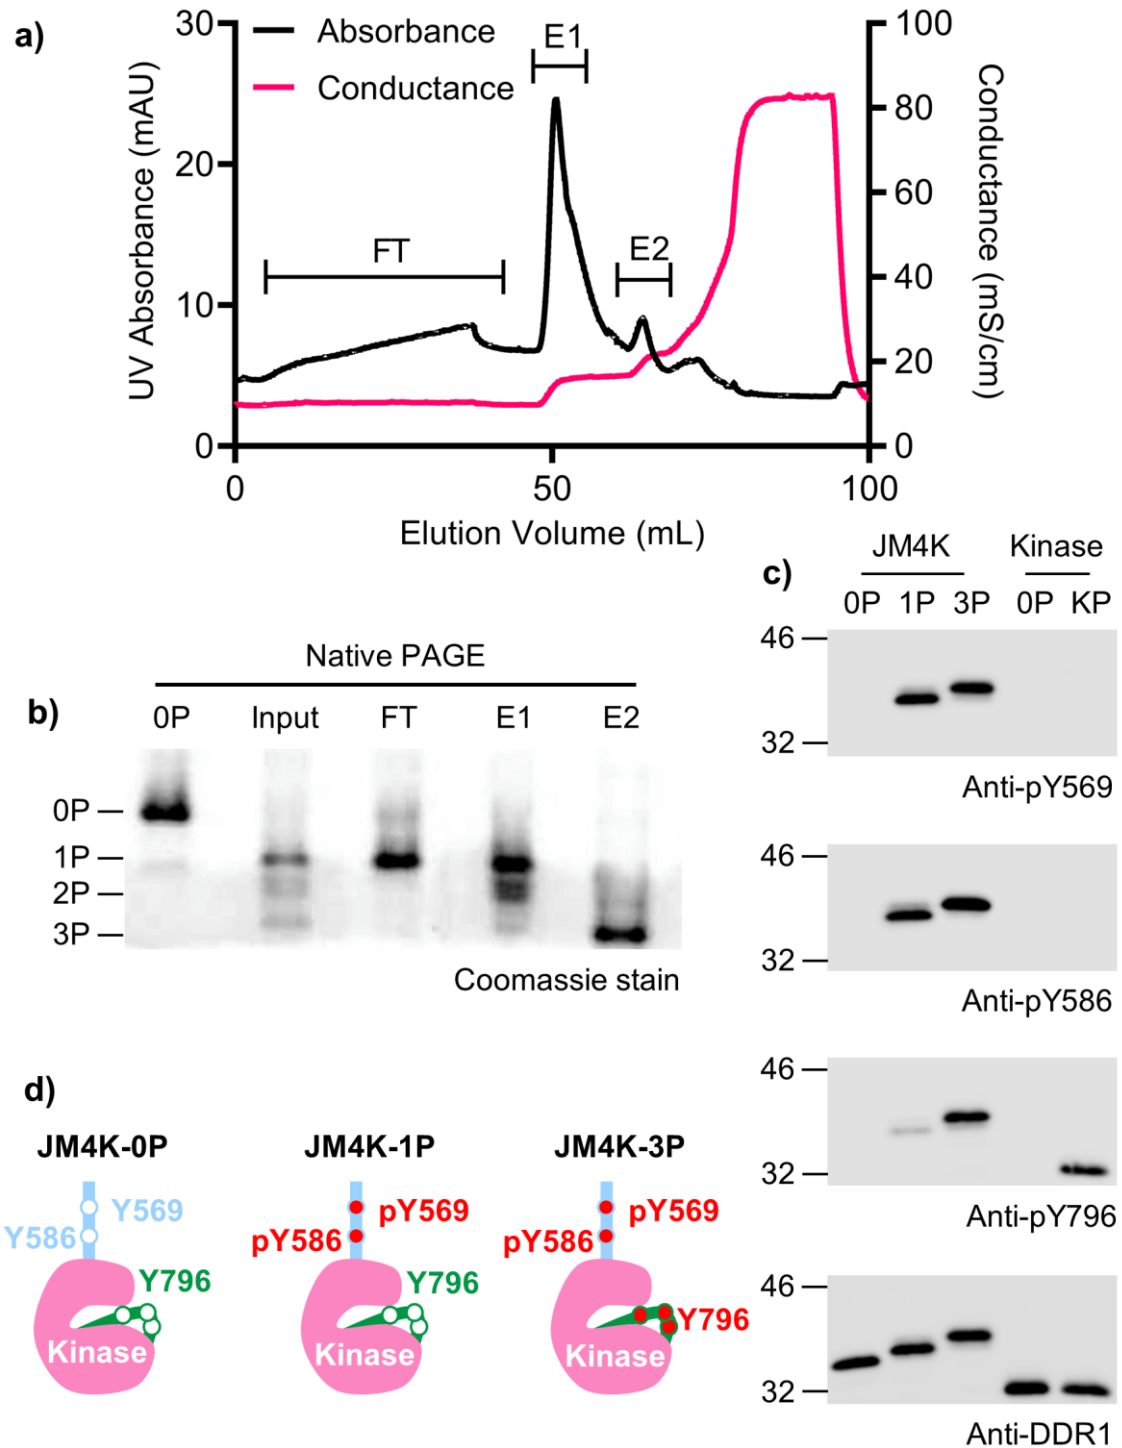 a)
Absorbance
Conductance
E1
FT
E2
UV Absorbance (mAU)
30
20
10
0
Conductance (mS/cm)
100
80
60
40
20
0
0 50 100
Elution Volume (mL)
b)
Native PAGE
0P Input FT E1 E2
0P
1P
2P
3P
Coomassie stain
c)
JM4K Kinase
0P 1P 3P 0P KP
46
32
Anti-pY569
46
32
Anti-pY586
46
32
Anti-pY796
46
32
Anti-DDR1
d)
JM4K-0P
Y569
Y586
Y796
Kinase
JM4K-1P
pY569
pY586
Y796
Kinase
JM4K-3P
pY569
pY586
Y796
Kinase